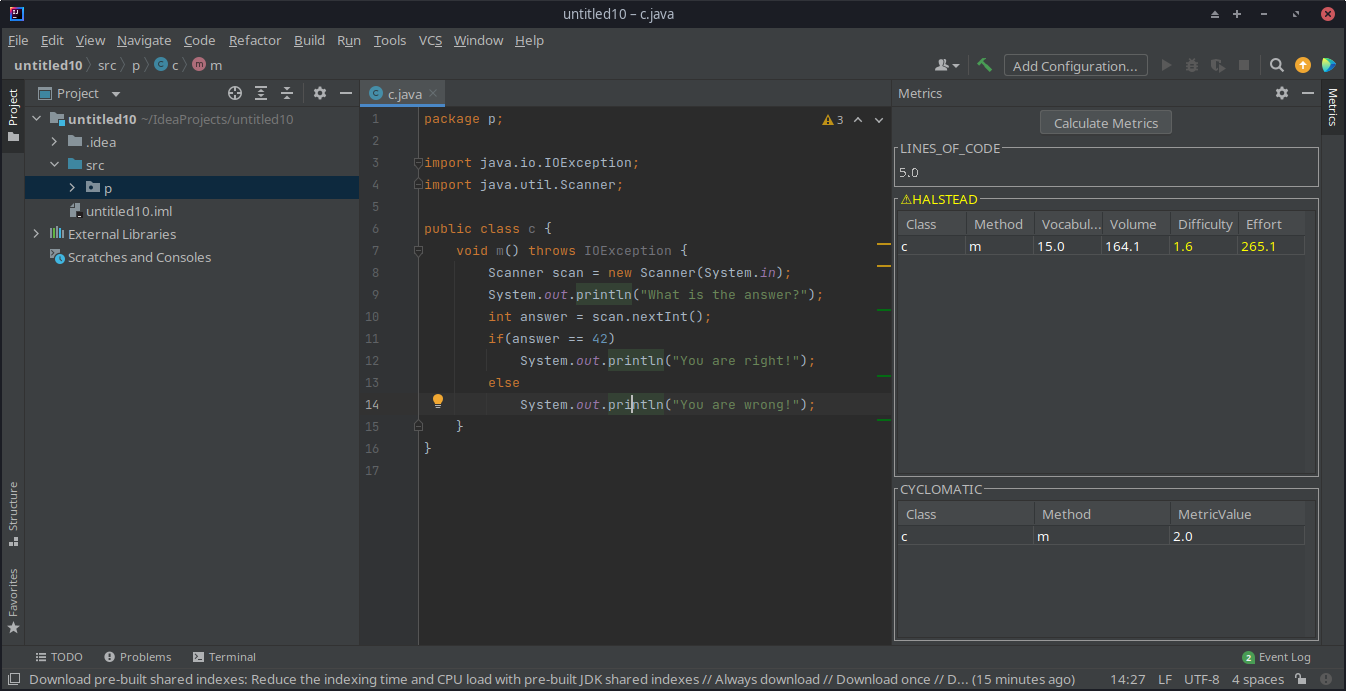 untitled10 – c.java
File Edit View Navigate Code Refactor Build Run Tools VCS Window Help
untitled10 src p c m
Add Configuration...
Project
Project
untitled10 ~/IdeaProjects/untitled10
.idea
src
p
untitled10.iml
External Libraries
Scratches and Consoles
Structure
Favorites
c.java
3
1 package p;
2
3 import java.io.IOException;
4 import java.util.Scanner;
5
6 public class c {
7 void m() throws IOException {
8 Scanner scan = new Scanner(System.in);
9 System.out.println("What is the answer?");
10 int answer = scan.nextInt();
11 if(answer == 42)
12 System.out.println("You are right!");
13 else
14 System.out.println("You are wrong!");
15 }
16 }
17
Metrics
Metrics
Calculate Metrics
LINES_OF_CODE
5.0
⚠HALSTEAD
Class Method Vocabul... Volume Difficulty Effort
c m 15.0 164.1 1.6 265.1
CYCLOMATIC
Class Method MetricValue
c m 2.0
TODO Problems Terminal
2 Event Log
Download pre-built shared indexes: Reduce the indexing time and CPU load with pre-built JDK shared indexes // Always download // Download once // D... (15 minutes ago)
14:27 LF UTF-8 4 spaces